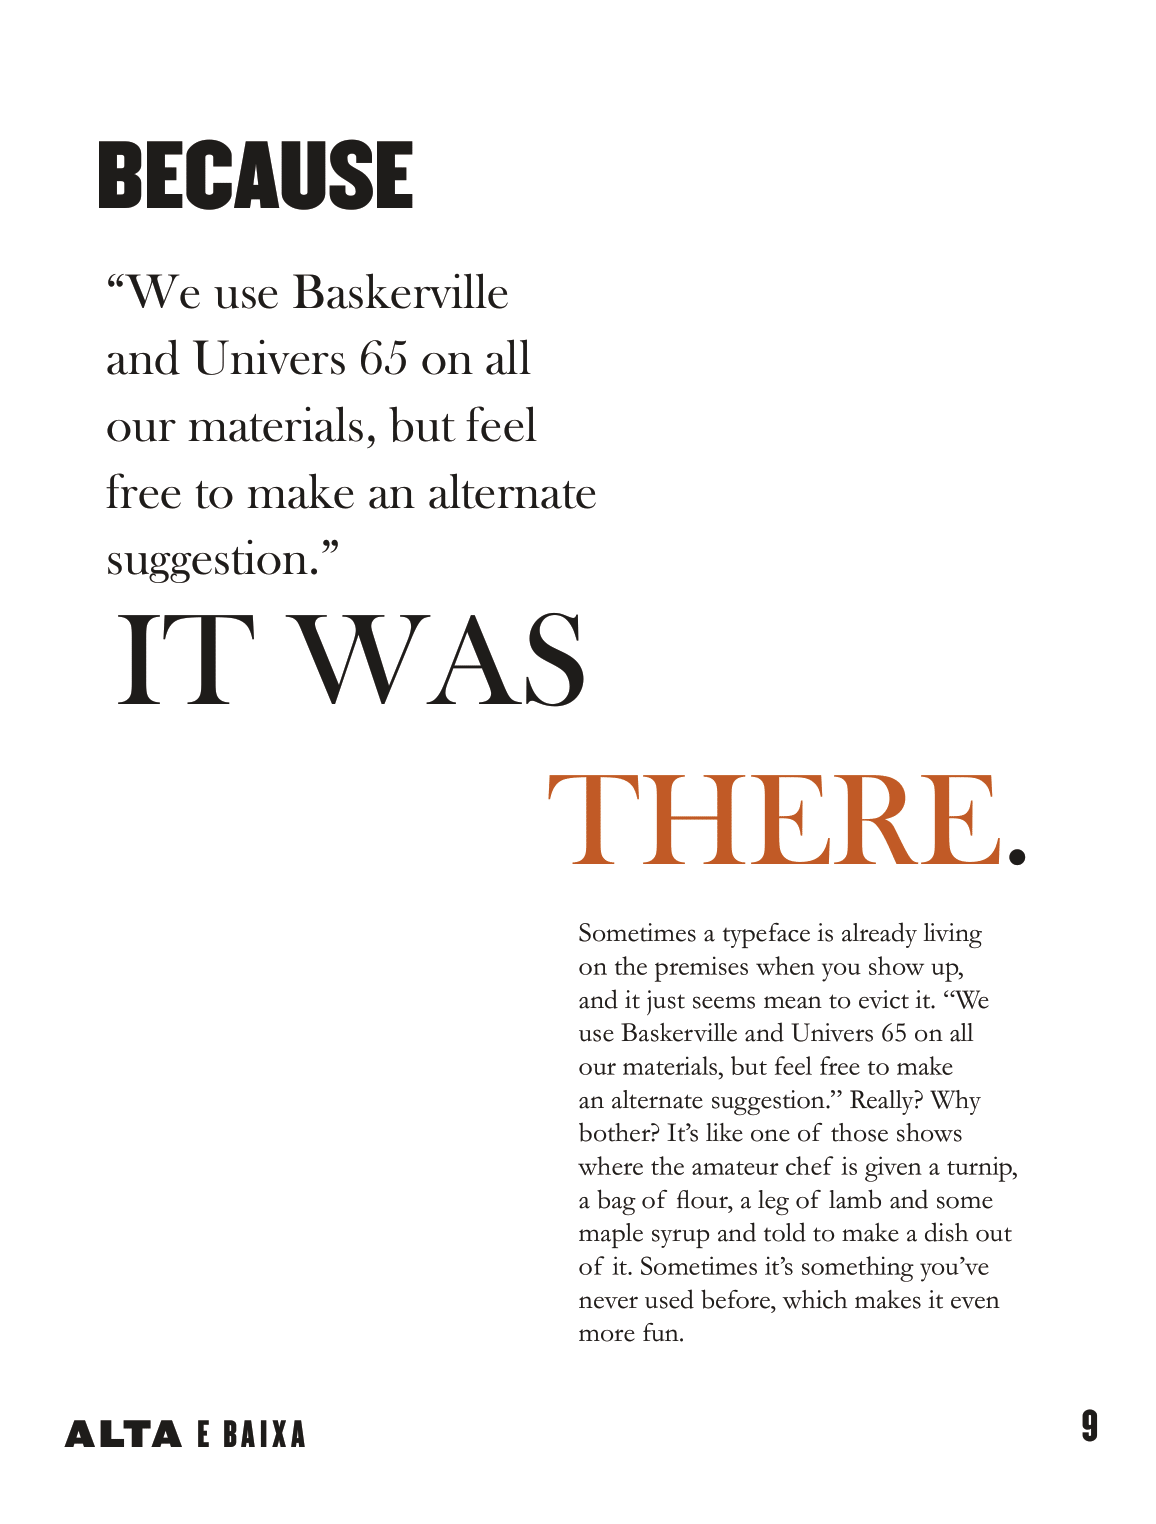 BECAUSE
“We use Baskerville
and Univers 65 on all
our materials, but feel
free to make an alternate
suggestion.”
IT WAS
THERE.
Sometimes a typeface is already living
on the premises when you show up,
and it just seems mean to evict it. “We
use Baskerville and Univers 65 on all
our materials, but feel free to make
an alternate suggestion.” Really? Why
bother? It’s like one of those shows
where the amateur chef is given a turnip,
a bag of flour, a leg of lamb and some
maple syrup and told to make a dish out
of it. Sometimes it’s something you’ve
never used before, which makes it even
more fun.
ALTA E BAIXA
9